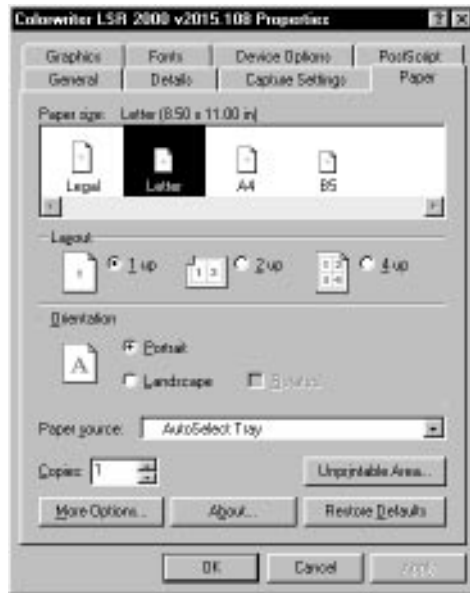 Colorwriter LSR 2000 v2015.108 Properties
Graphics Fonts Device Options PostScript
General Details Capture Settings Paper
Paper size: Letter (8.50 x 11.00 in)
Legal Letter A4 B5
Layout
1 up 2 up 4 up
Orientation
A Portrait
Landscape Rotated
Paper source: AutoSelect Tray
Copies: 1 Unprintable Area...
More Options... About... Restore Defaults
OK Cancel Apply